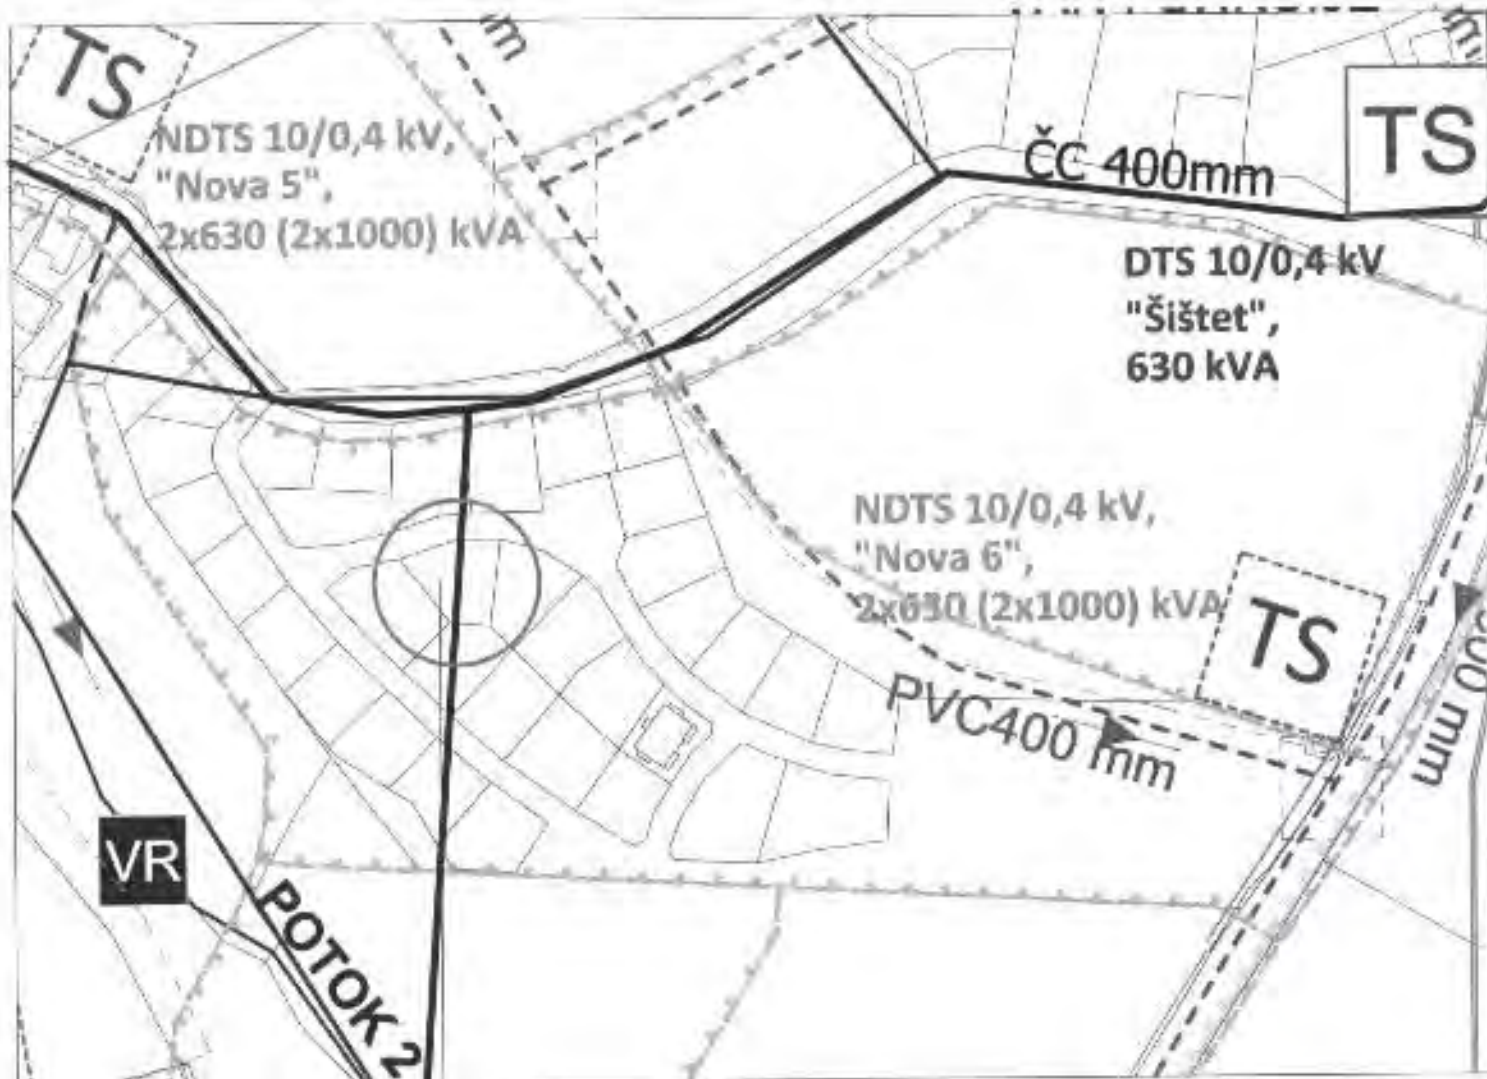 mm
TS
NDTS 10/0,4 kV,
"Nova 5",
2x630 (2x1000) kVA
ČC 400mm
TS
DTS 10/0,4 kV
"Šištet",
630 kVA
NDTS 10/0,4 kV,
"Nova 6",
2x630 (2x1000) kVA
TS
PVC400 mm
mm
VR
POTOK 2